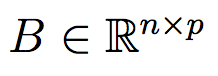 B ∈ ℝ^{n×p}